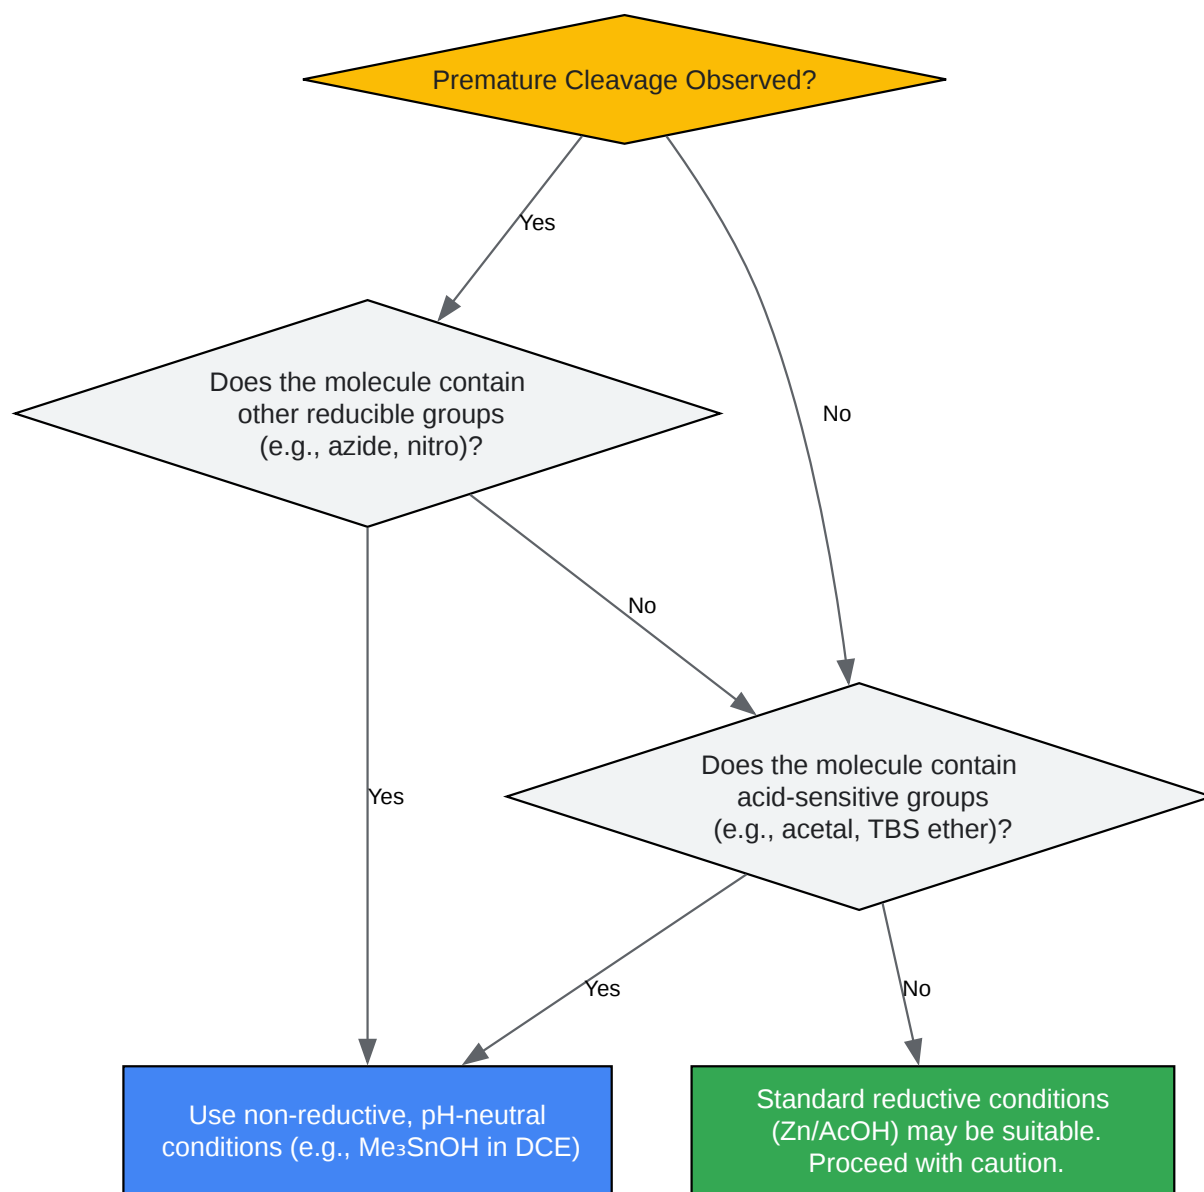 Premature Cleavage Observed?
Yes
Does the molecule contain
other reducible groups
(e.g., azide, nitro)?
No
No
Does the molecule contain
acid-sensitive groups
(e.g., acetal, TBS ether)?
Yes
Yes
No
Use non-reductive, pH-neutral
conditions (e.g., Me₃SnOH in DCE)
Standard reductive conditions
(Zn/AcOH) may be suitable.
Proceed with caution.